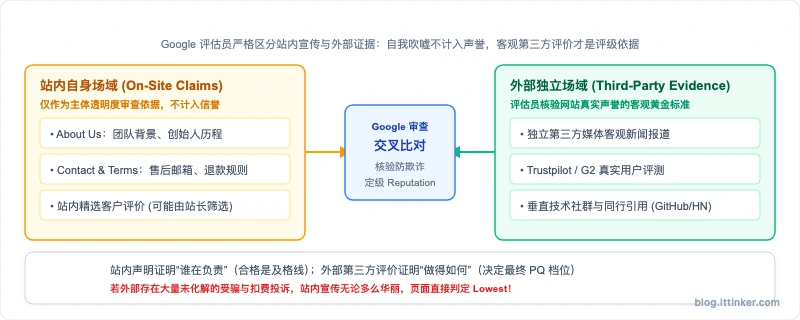 Google 评估员严格区分站内宣传与外部证据：自我吹嘘不计入声誉，客观第三方评价才是评级依据
站内自身场域 (On-Site Claims)
仅作为主体透明度审查依据，不计入信誉
• About Us：团队背景、创始人历程
• Contact & Terms：售后邮箱、退款规则
• 站内精选客户评价 (可能由站长筛选)
Google 审查
交叉比对
核验防欺诈
定级 Reputation
外部独立场域 (Third-Party Evidence)
评估员核验网站真实声誉的客观黄金标准
• 独立第三方媒体客观新闻报道
• Trustpilot / G2 真实用户评测
• 垂直技术社群与同行引用 (GitHub/HN)
站内声明证明“谁在负责”（合格是及格线）；外部第三方评价证明“做得如何”（决定最终 PQ 档位）
若外部存在大量未化解的受骗与扣费投诉，站内宣传无论多么华丽，页面直接判定 Lowest！
blog.ittinker.com